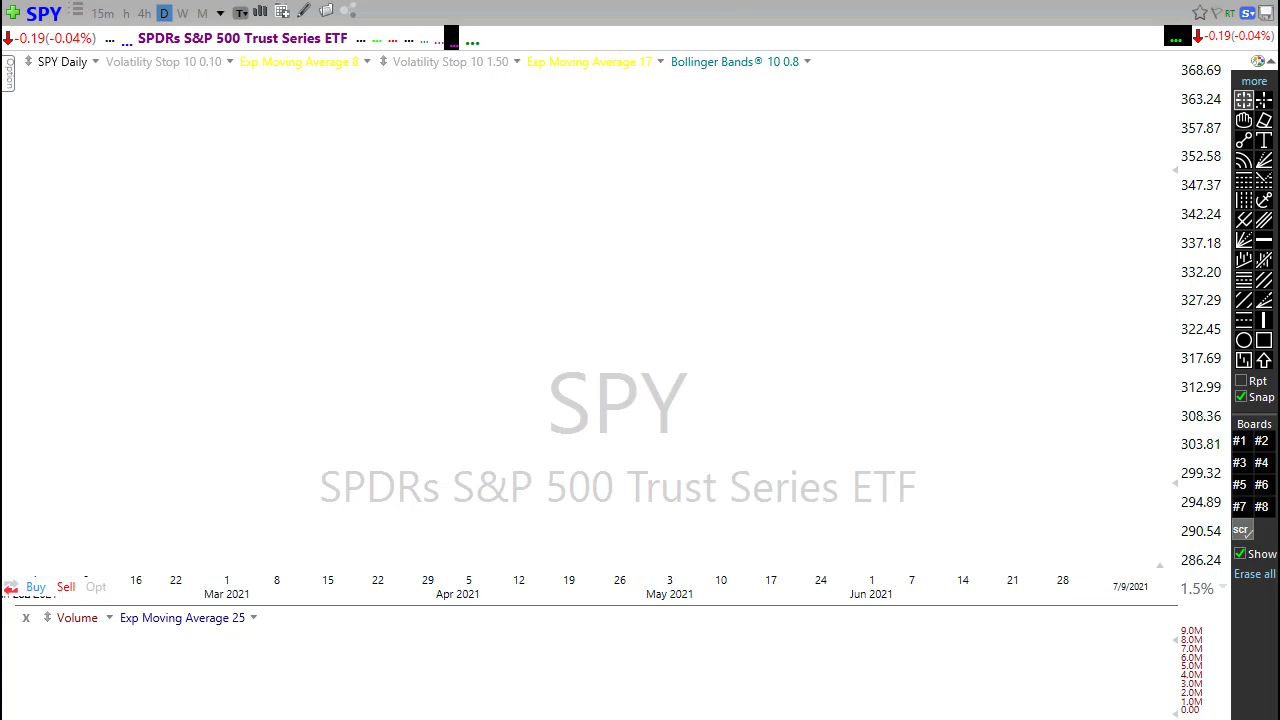 SPY 15m 1h 4h D W M T RT S
-0.19(-0.04%) ... ... SPDRs S&P 500 Trust Series ETF ... ... ... ... ... ... ... ... ... -0.19(-0.04%)
Option SPY Daily Volatility Stop 10 0.10 Exp Moving Average 8 Volatility Stop 10 1.50 Exp Moving Average 17 Bollinger Bands® 10 0.8
368.69
363.24
357.87
352.58
347.37
342.24
337.18
332.20
327.29
322.45
317.69
312.99
308.36
303.81
299.32
294.89
290.54
286.24
more
T
Rpt
Snap
Boards
#1 #2
#3 #4
#5 #6
#7 #8
scr
Show
Erase all
SPY
SPDRs S&P 500 Trust Series ETF
16 22 1 8 15 22 29 5 12 19 26 3 10 17 24 1 7 14 21 28
Buy Sell Opt 7/9/2021 1.5%
Mar 2021 Apr 2021 May 2021 Jun 2021
x Volume Exp Moving Average 25
9.0M
8.0M
7.0M
6.0M
5.0M
4.0M
3.0M
2.0M
1.0M
0.00